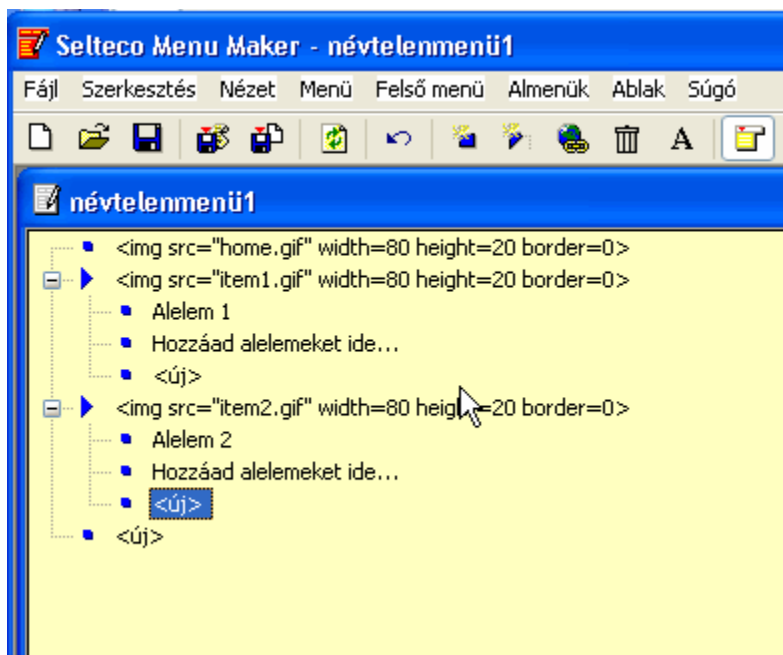 Selteco Menu Maker - névtelenmenü1
Fájl Szerkesztés Nézet Menü Felső menü Almenük Ablak Súgó
A
névtelenmenü1
<img src="home.gif" width=80 height=20 border=0>
<img src="item1.gif" width=80 height=20 border=0>
Alelem 1
Hozzáad alelemeket ide...
<új>
<img src="item2.gif" width=80 height=20 border=0>
Alelem 2
Hozzáad alelemeket ide...
<új>
<új>